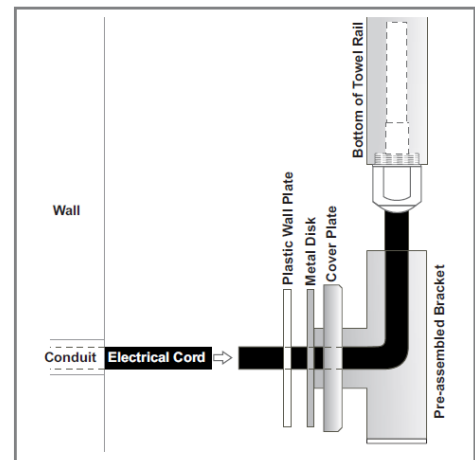 Bottom of Towel Rail
Wall
Plastic Wall Plate
Metal Disk
Cover Plate
Pre-assembled Bracket
Conduit
Electrical Cord